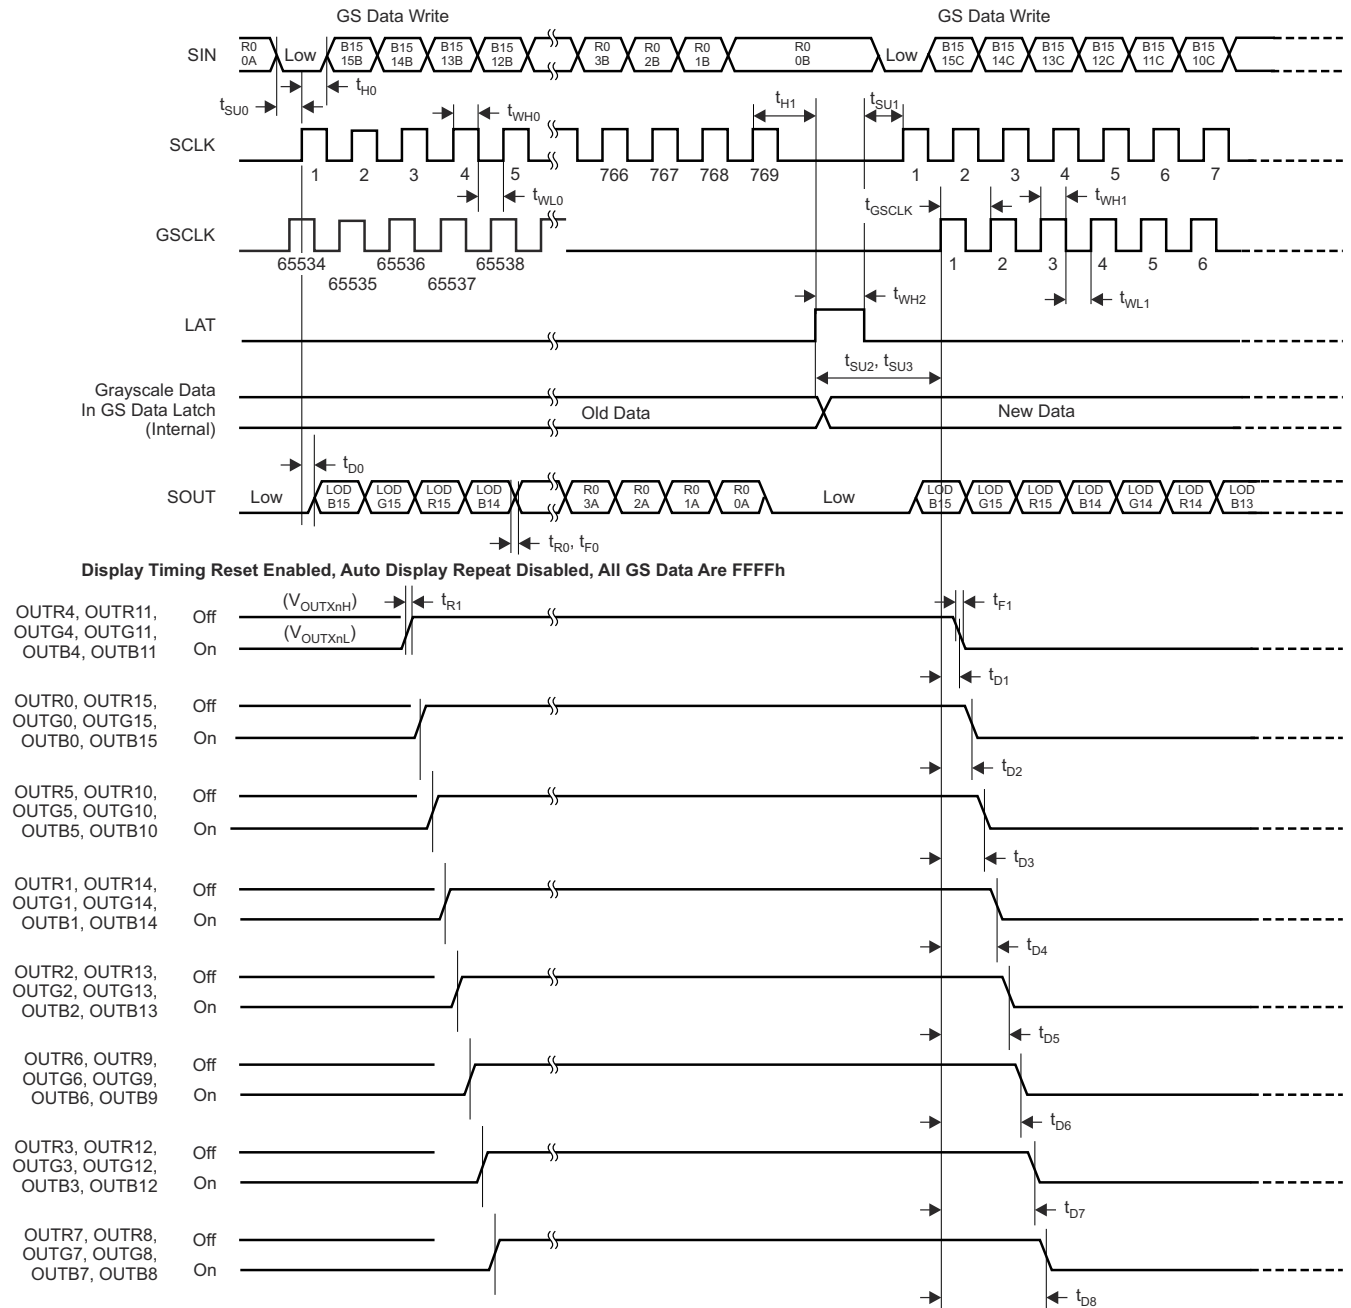 GS Data Write GS Data Write
SIN R0 0A Low B15 15B B15 14B B15 13B B15 12B R0 3B R0 2B R0 1B R0 0B Low B15 15C B15 14C B15 13C B15 12C B15 11C B15 10C
tSU0 tH0 tWH0 tH1 tSU1
SCLK
1 2 3 4 5 766 767 768 769 1 2 3 4 5 6 7
tWL0 tGSCLK tWH1
GSCLK
65534 65536 65538 1 2 3 4 5 6
65535 65537
tWH2 tWL1
LAT
tSU2, tSU3
Grayscale Data
In GS Data Latch
(Internal)
Old Data New Data
tD0
SOUT Low LOD B15 LOD G15 LOD R15 LOD B14 R0 3A R0 2A R0 1A R0 0A Low LOD B15 LOD G15 LOD R15 LOD B14 LOD G14 LOD R14 LOD B13
tR0, tF0
Display Timing Reset Enabled, Auto Display Repeat Disabled, All GS Data Are FFFFh
OUTR4, OUTR11,
OUTG4, OUTG11,
OUTB4, OUTB11
Off (VOUTXnH) tR1 tF1
On (VOUTXnL)
tD1
OUTR0, OUTR15,
OUTG0, OUTG15,
OUTB0, OUTB15
Off
On
tD2
OUTR5, OUTR10,
OUTG5, OUTG10,
OUTB5, OUTB10
Off
On
tD3
OUTR1, OUTR14,
OUTG1, OUTG14,
OUTB1, OUTB14
Off
On
tD4
OUTR2, OUTR13,
OUTG2, OUTG13,
OUTB2, OUTB13
Off
On
tD5
OUTR6, OUTR9,
OUTG6, OUTG9,
OUTB6, OUTB9
Off
On
tD6
OUTR3, OUTR12,
OUTG3, OUTG12,
OUTB3, OUTB12
Off
On
tD7
OUTR7, OUTR8,
OUTG7, OUTG8,
OUTB7, OUTB8
Off
On
tD8